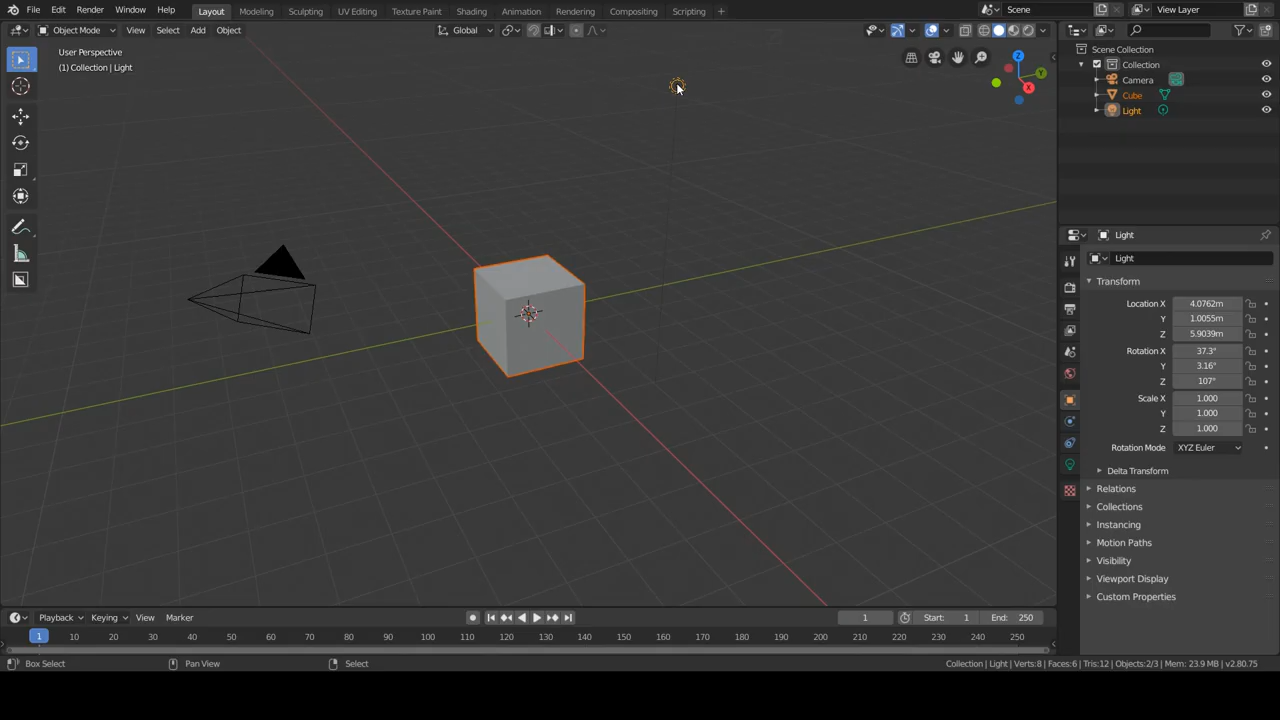 File Edit Render Window Help Layout Modeling Sculpting UV Editing Texture Paint Shading Animation Rendering Compositing Scripting + Scene View Layer
Object Mode View Select Add Object Global
User Perspective
(1) Collection | Light
Z
Y
X
Scene Collection
Collection
Camera
Cube
Light
Light
Light
Transform
Location X 4.0762m
Y 1.0055m
Z 5.9039m
Rotation X 37.3°
Y 3.16°
Z 107°
Scale X 1.000
Y 1.000
Z 1.000
Rotation Mode XYZ Euler
Delta Transform
Relations
Collections
Instancing
Motion Paths
Visibility
Viewport Display
Custom Properties
Playback Keying View Marker 1 Start: 1 End: 250
1 10 20 30 40 50 60 70 80 90 100 110 120 130 140 150 160 170 180 190 200 210 220 230 240 250
Box Select Pan View Select Collection | Light | Verts:8 | Faces:6 | Tris:12 | Objects:2/3 | Mem: 23.9 MB | v2.80.75